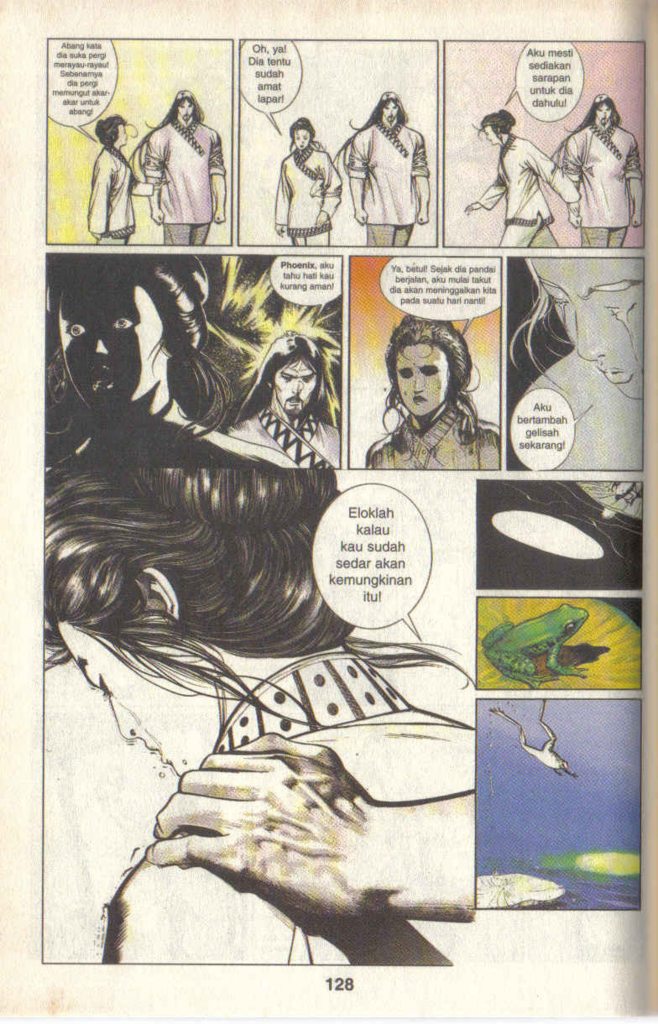 Abang kata
dia suka pergi
merayau-rayau!
Sebenarnya
dia pergi
memungut akar-
akar untuk
abang!
Oh, ya!
Dia tentu
sudah
amat
lapar!
Aku mesti
sediakan
sarapan
untuk dia
dahulu!
Phoenix, aku
tahu hati kau
kurang aman!
Ya, betul! Sejak dia pandai
berjalan, aku mulai takut
dia akan meninggalkan kita
pada suatu hari nanti!
Aku
bertambah
gelisah
sekarang!
Eloklah
kalau
kau sudah
sedar akan
kemungkinan
itu!
128